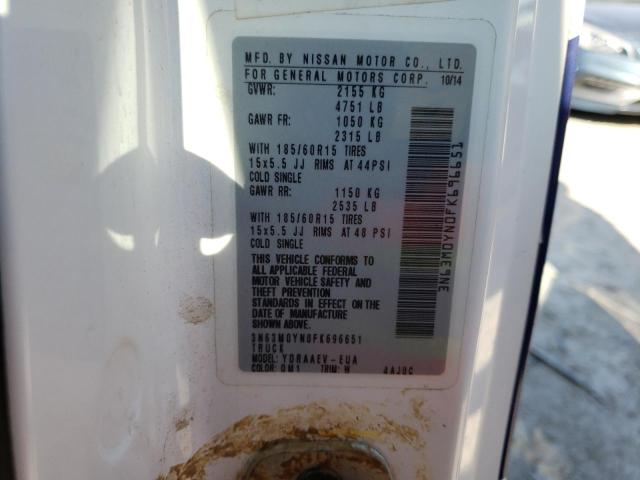 MFD. BY NISSAN MOTOR CO., LTD.
FOR GENERAL MOTORS CORP. 10/14
GVWR: 2155 KG
4751 LB
GAWR FR: 1050 KG
2315 LB
WITH 185/60R15 TIRES
15x5.5 JJ RIMS AT 44PSI
COLD SINGLE
GAWR RR: 1150 KG
2535 LB
WITH 185/60R15 TIRES
15x5.5 JJ RIMS AT 48 PSI
COLD SINGLE
THIS VEHICLE CONFORMS TO
ALL APPLICABLE FEDERAL
MOTOR VEHICLE SAFETY AND
THEFT PREVENTION
STANDARDS IN EFFECT ON THE
DATE OF MANUFACTURE
SHOWN ABOVE.
3N63M0YN0FK696651
TRUCK
MODEL: YDRAAEV-EUA
COLOR: QM1 TRIM: W 4AJ0C
3N63M0YN0FK696651